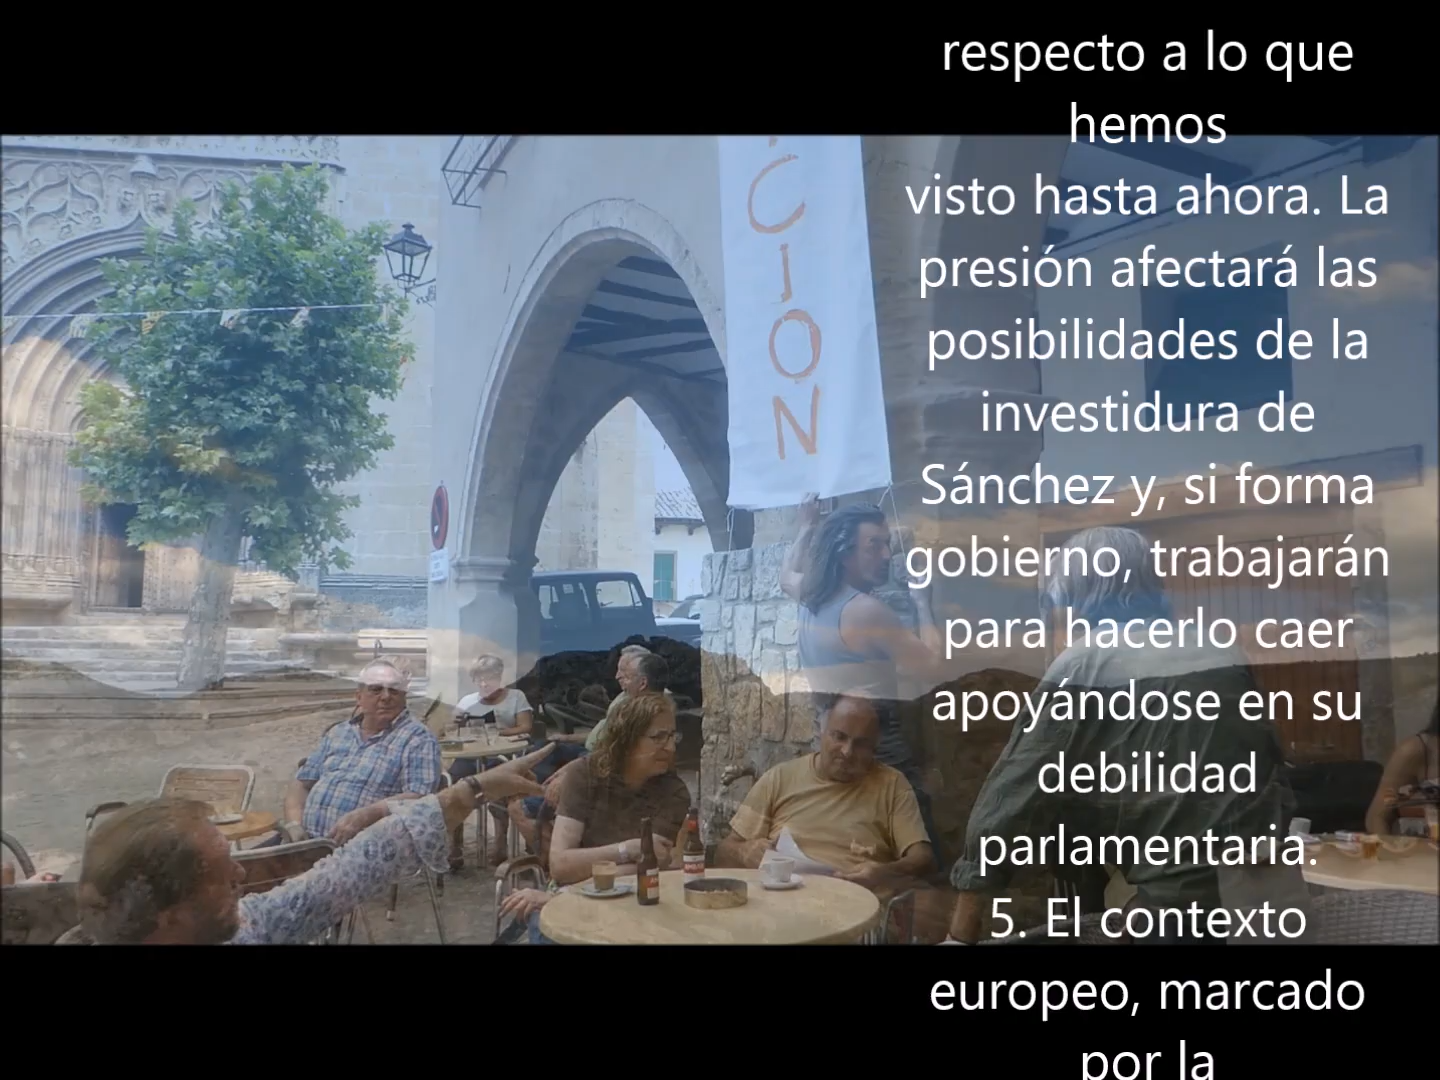 respecto a lo que
hemos
visto hasta ahora. La
presión afectará las
posibilidades de la
investidura de
Sánchez y, si forma
gobierno, trabajarán
para hacerlo caer
apoyándose en su
debilidad
parlamentaria.
5. El contexto
europeo, marcado
por la
CION